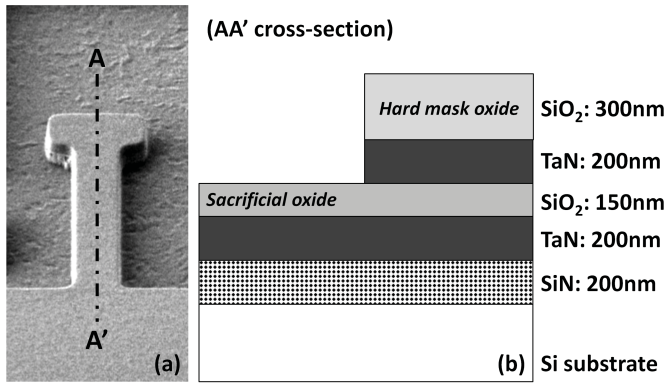 A
A’
(a)
(AA’ cross-section)
Hard mask oxide
SiO₂: 300nm
TaN: 200nm
Sacrificial oxide
SiO₂: 150nm
TaN: 200nm
SiN: 200nm
(b)
Si substrate